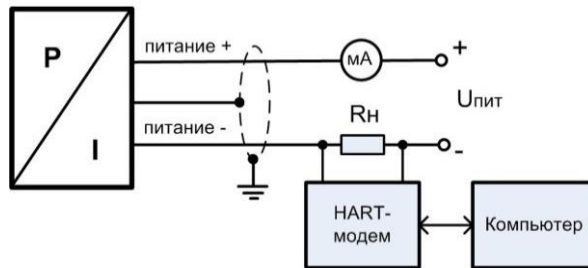 P
I
питание +
мА
+
Uпит
питание -
Rн
-
HART-
модем
Компьютер